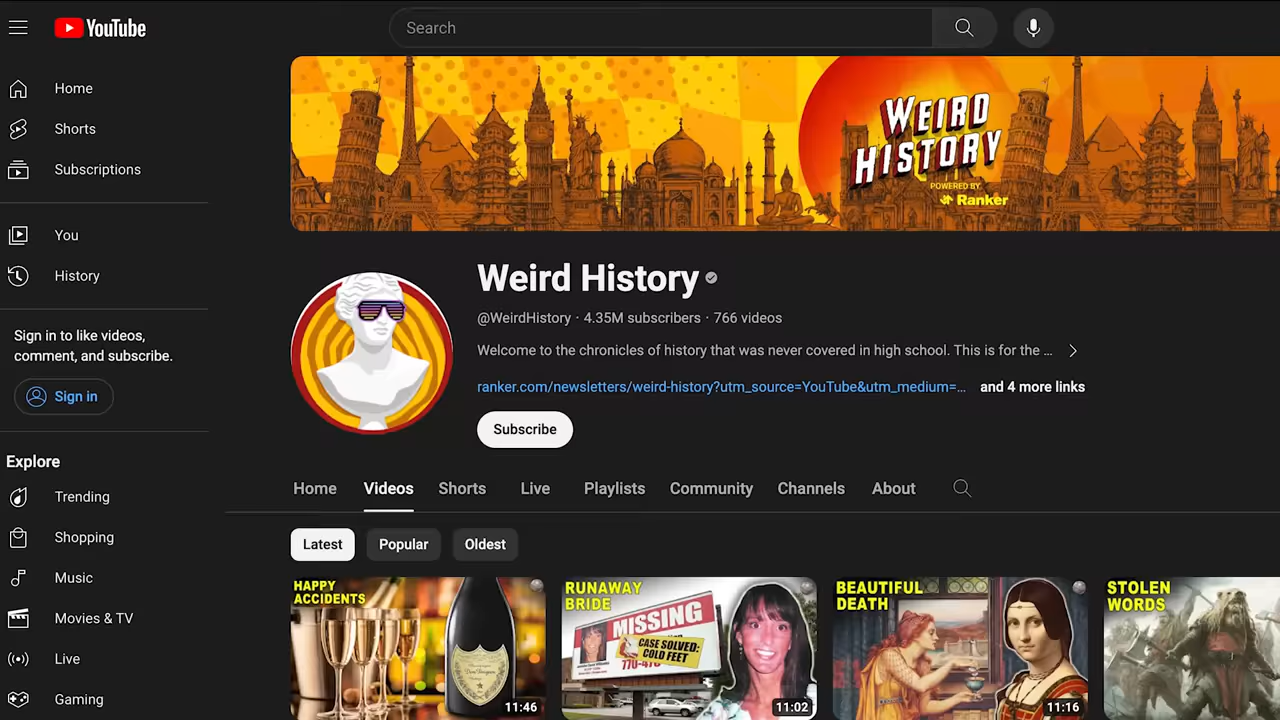 YouTube
Search
Home
Shorts
Subscriptions
You
History
Sign in to like videos,
comment, and subscribe.
Sign in
Explore
Trending
Shopping
Music
Movies & TV
Live
Gaming
WEIRD
HISTORY
POWERED BY
Ranker
Weird History
@WeirdHistory · 4.35M subscribers · 766 videos
Welcome to the chronicles of history that was never covered in high school. This is for the ...
ranker.com/newsletters/weird-history?utm_source=YouTube&utm_medium=... and 4 more links
Subscribe
Home Videos Shorts Live Playlists Community Channels About
Latest Popular Oldest
HAPPY
ACCIDENTS
11:46
RUNAWAY
BRIDE
MISSING
CASE SOLVED:
COLD FEET
11:02
BEAUTIFUL
DEATH
11:16
STOLEN
WORDS